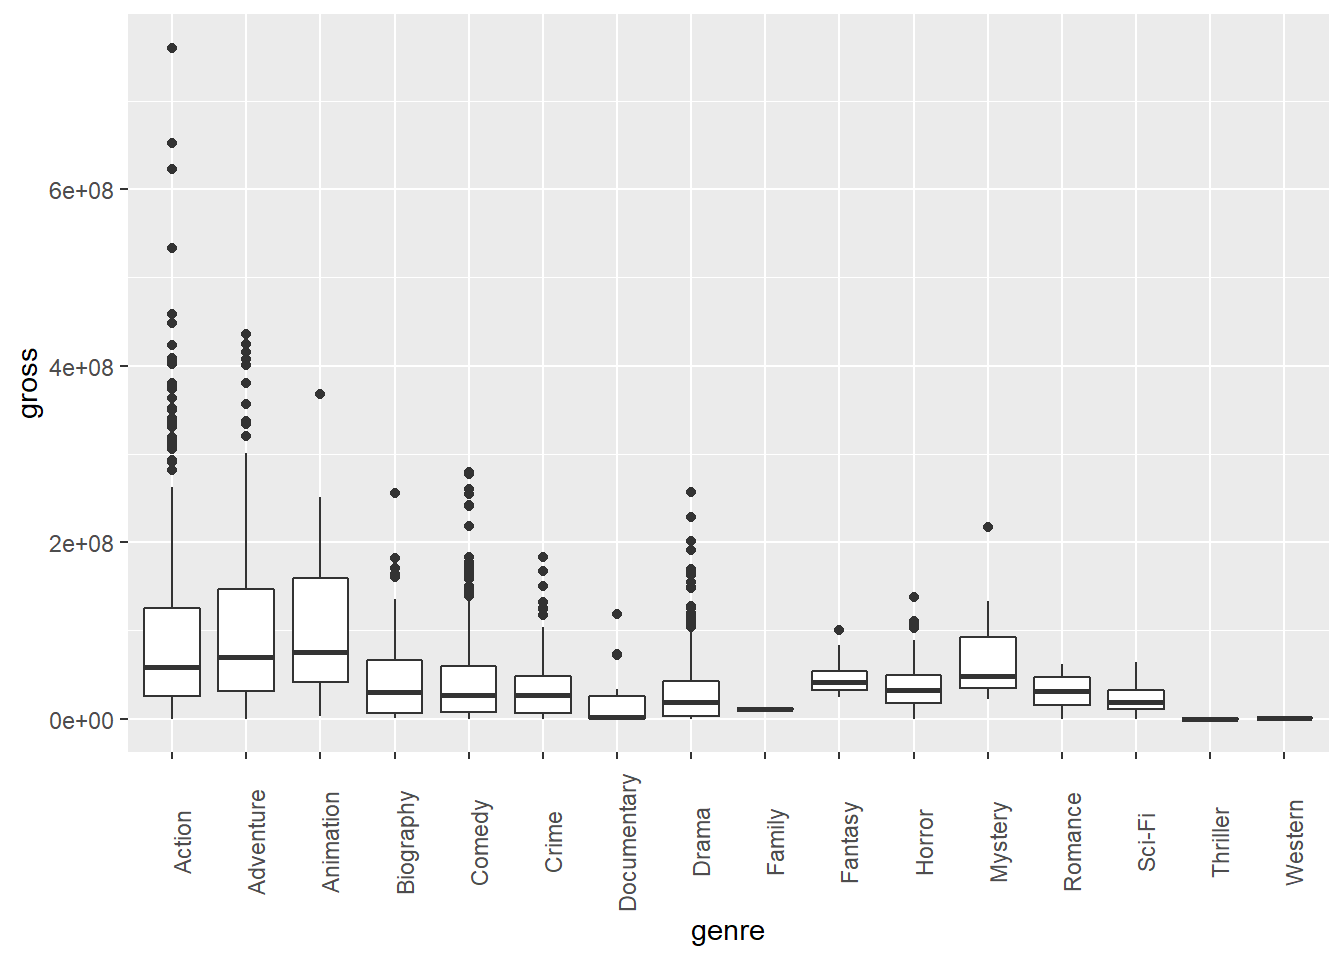 gross
6e+08
4e+08
2e+08
0e+00
Action
Adventure
Animation
Biography
Comedy
Crime
Documentary
Drama
Family
Fantasy
Horror
Mystery
Romance
Sci-Fi
Thriller
Western
genre